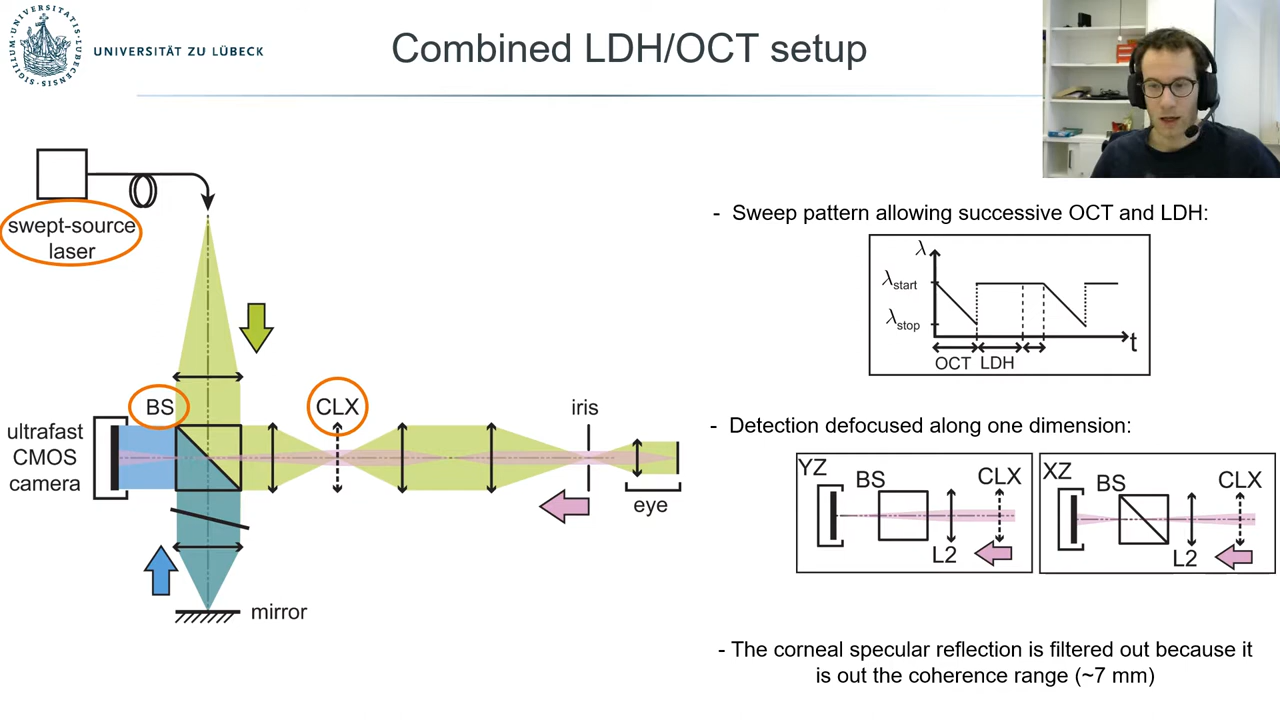 SIGILLUM·UNIVERSITATIS·LUBECENSIS·
UNIVERSITÄT ZU LÜBECK
Combined LDH/OCT setup
swept-source
laser
BS
CLX
iris
ultrafast
CMOS
camera
eye
mirror
- Sweep pattern allowing successive OCT and LDH:
λ
λstart
λstop
t
OCT LDH
- Detection defocused along one dimension:
YZ
BS
CLX
L2
XZ
BS
CLX
L2
- The corneal specular reflection is filtered out because it
is out the coherence range (~7 mm)